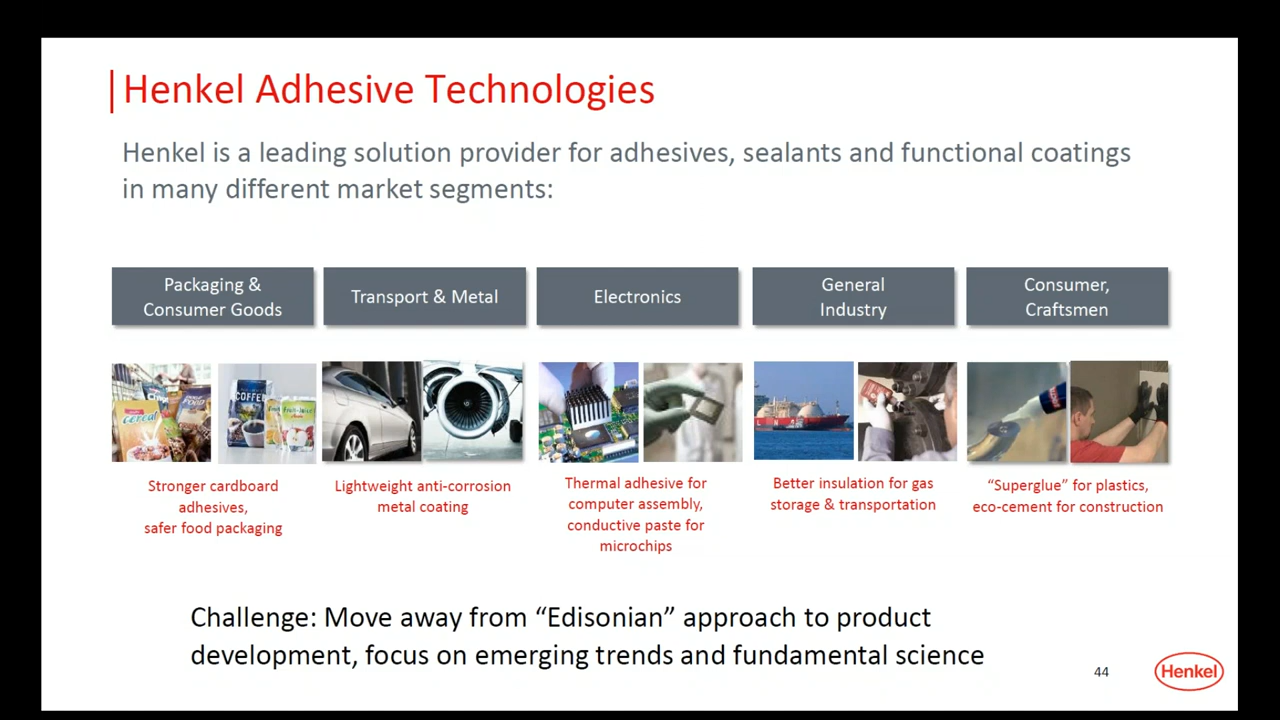 Henkel Adhesive Technologies
Henkel is a leading solution provider for adhesives, sealants and functional coatings
in many different market segments:
Packaging &
Consumer Goods
Transport & Metal
Electronics
General
Industry
Consumer,
Craftsmen
cereal
COFFEE
L N G
Stronger cardboard
adhesives,
safer food packaging
Lightweight anti-corrosion
metal coating
Thermal adhesive for
computer assembly,
conductive paste for
microchips
Better insulation for gas
storage & transportation
“Superglue” for plastics,
eco-cement for construction
Challenge: Move away from “Edisonian” approach to product
development, focus on emerging trends and fundamental science
44
Henkel